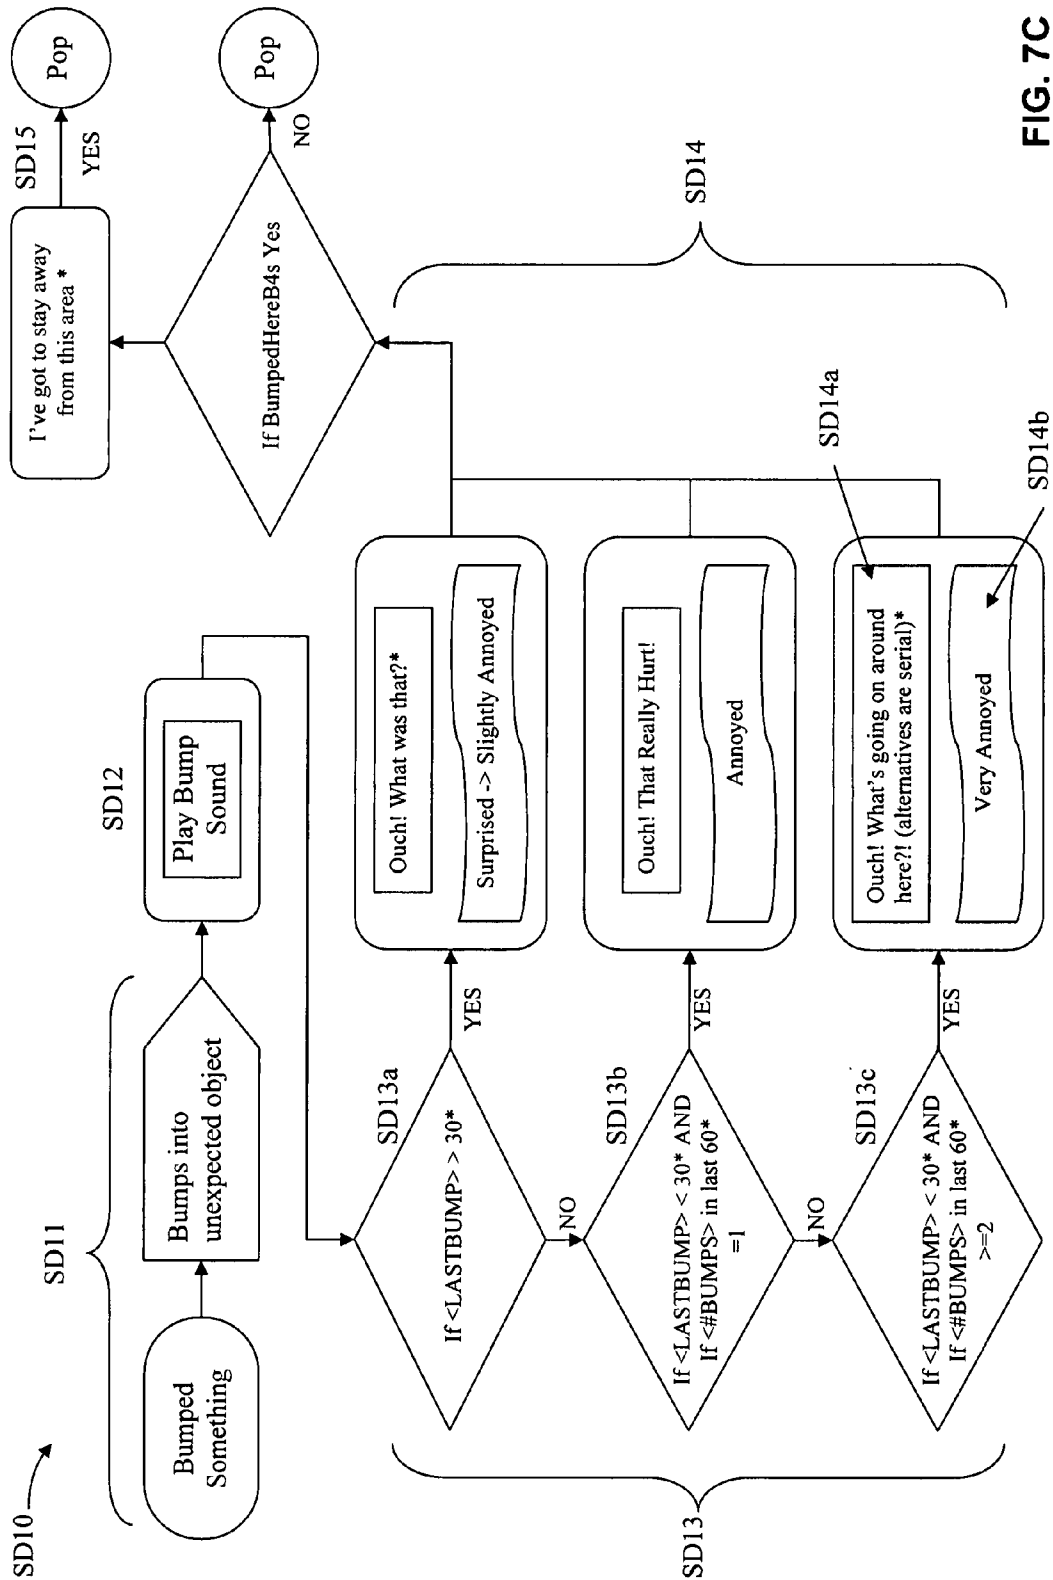 SD10
SD11
Bumped
Something
Bumps into
unexpected object
SD12
Play Bump
Sound
SD13
SD13a
If <LASTBUMP> > 30*
YES
NO
SD13b
If <LASTBUMP> < 30* AND
If <#BUMPS> in last 60*
=1
YES
NO
SD13c
If <LASTBUMP> < 30* AND
If <#BUMPS> in last 60*
>=2
YES
Ouch! What was that?*
Surprised -> Slightly Annoyed
Ouch! That Really Hurt!
Annoyed
Ouch! What's going on around
here?! (alternatives are serial)*
Very Annoyed
SD14a
SD14b
SD14
If BumpedHereB4s Yes
NO
Pop
I've got to stay away
from this area *
SD15
YES
Pop
FIG. 7C